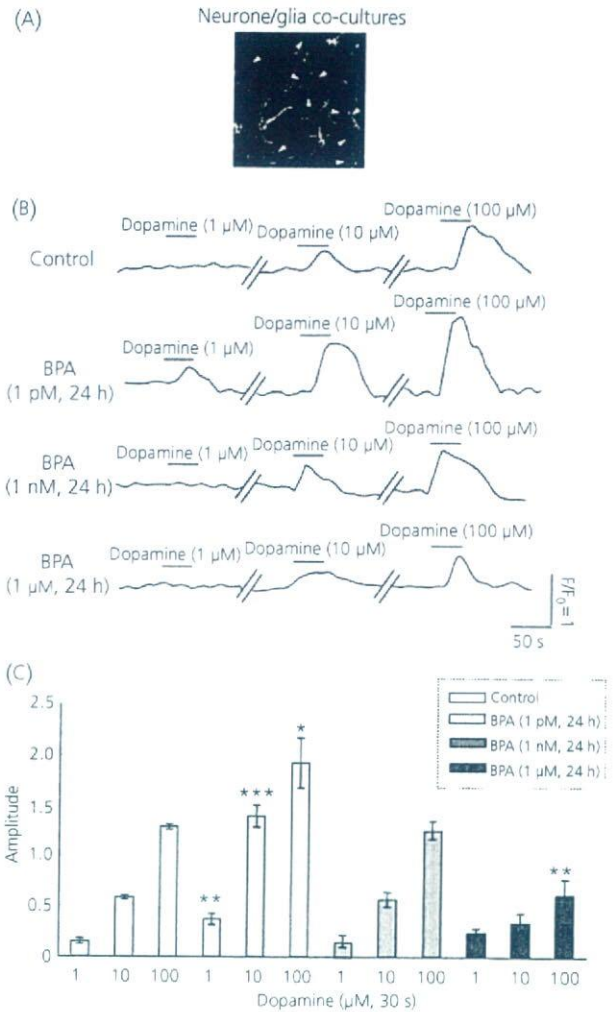 (A)
Neurone/glia co-cultures
(B)
Control
Dopamine (1 μM)
Dopamine (10 μM)
Dopamine (100 μM)
BPA
(1 pM, 24 h)
Dopamine (1 μM)
Dopamine (10 μM)
Dopamine (100 μM)
BPA
(1 nM, 24 h)
Dopamine (1 μM)
Dopamine (10 μM)
Dopamine (100 μM)
BPA
(1 μM, 24 h)
Dopamine (1 μM)
Dopamine (10 μM)
Dopamine (100 μM)
F/F0 = 1
50 s
(C)
Control
BPA (1 pM, 24 h)
BPA (1 nM, 24 h)
BPA (1 μM, 24 h)
Amplitude
2.5
2.0
1.5
1.0
0.5
0
**
***
*
**
1 10 100 1 10 100 1 10 100 1 10 100
Dopamine (μM, 30 s)